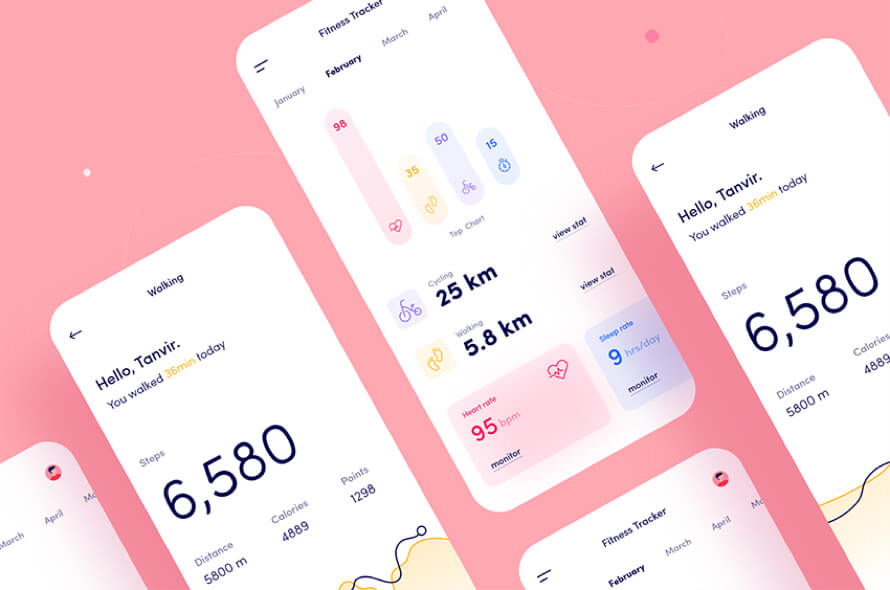 March
April
Walking
Hello, Tanvir.
You walked 36min today
Steps
6,580
Distance
Calories
Points
5800 m
4889
1298
Fitness Tracker
January
February
March
April
98
35
50
15
Top Chart
Cycling
25 km
view stat
Walking
5.8 km
view stat
Heart rate
95 bpm
monitor
Sleep rate
9 hrs/day
monitor
Fitness Tracker
February
March
April
Walking
Hello, Tanvir.
You walked 36min today
Steps
6,580
Distance
Calories
5800 m
4889